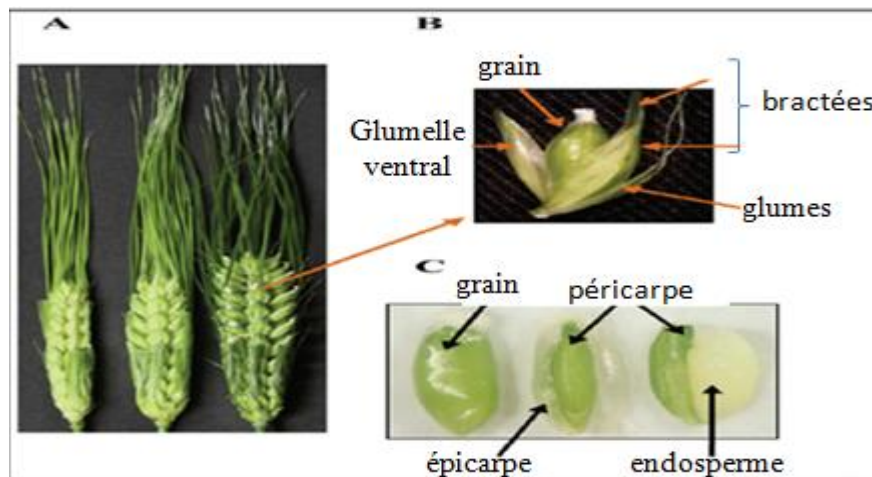 A
B
grain
bractées
Glumelle
ventral
glumes
C
grain
péricarpe
épicarpe
endosperme